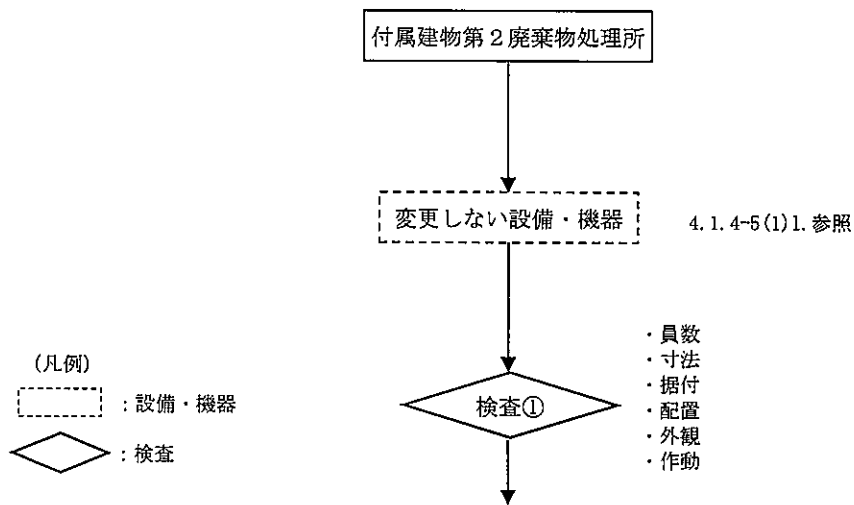 付属建物第２廃棄物処理所
変更しない設備・機器
4.1.4-5(1)1.参照
・員数
・寸法
・据付
・配置
・外観
・作動
検査①
(凡例)
：設備・機器
：検査